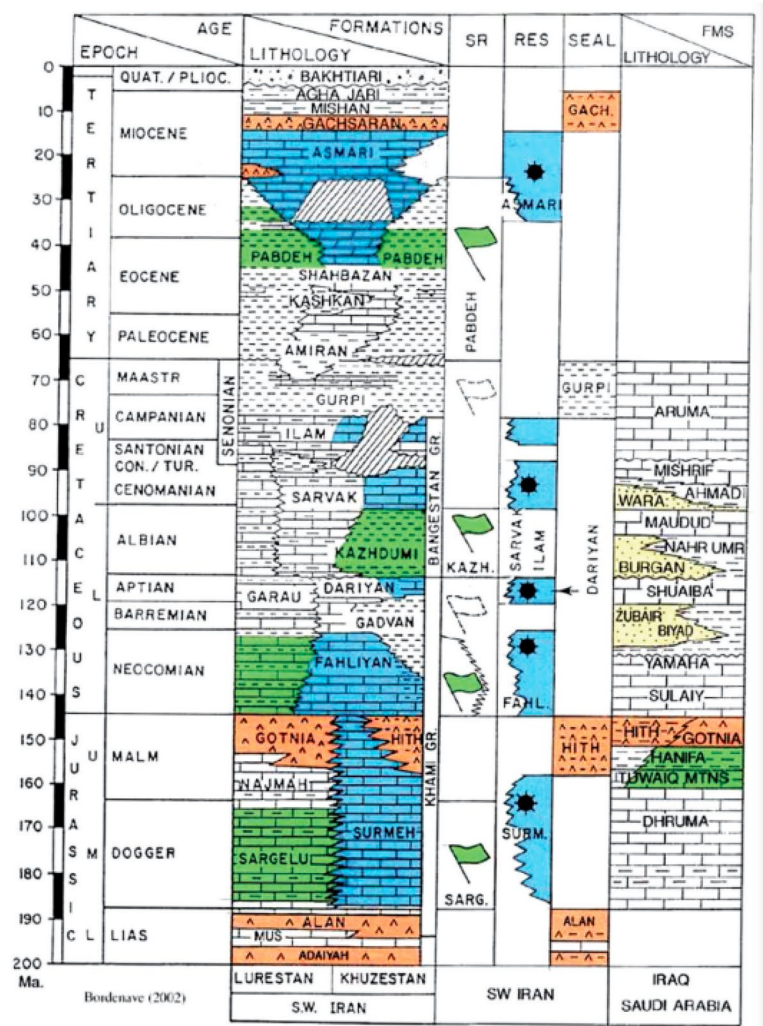 AGE
EPOCH
FORMATIONS
LITHOLOGY
SR
RES
SEAL
FMS
LITHOLOGY
0
10
20
30
40
50
60
70
80
90
100
110
120
130
140
150
160
170
180
190
200
Ma.
TERTIARY
CRETACEOUS
U
L
JURASSIC
U
M
L
QUAT. / PLIOC.
MIOCENE
OLIGOCENE
EOCENE
PALEOCENE
MAASTR
CAMPANIAN
SANTONIAN
CON. / TUR.
CENOMANIAN
ALBIAN
APTIAN
BARREMIAN
NEOCOMIAN
MALM
DOGGER
LIAS
SENONIAN
BAKHTIARI
AGHA JARI
MISHAN
GACHSARAN
ASMARI
PABDEH PABDEH
SHAHBAZAN
KASHKAN
AMIRAN
GURPI
ILAM
SARVAK
KAZHDUMI
GARAU DARIYAN
GADVAN
FAHLIYAN
GOTNIA HITH
NAJMAH
SURMEH
SARGELU
ALAN
MUS
ADAIYAH
BANGESTAN GR.
KHAMI GR.
PABDEH
KAZH.
SARG.
ASMARI
SARVAK
ILAM
FAHL.
SURM.
GACH.
GURPI
DARIYAN
HITH
ALAN
ARUMA
MISHRIF
AHMADI
WARA
MAUDUD
NAHR UMR
BURGAN
SHUAIBA
ZUBAIR
BIYAD
YAMAHA
SULAIY
HITH GOTNIA
HANIFA
TUWAIQ MTNS
DHRUMA
LURESTAN KHUZESTAN
S.W. IRAN
SW IRAN
IRAQ
SAUDI ARABIA
Bordenave (2002)